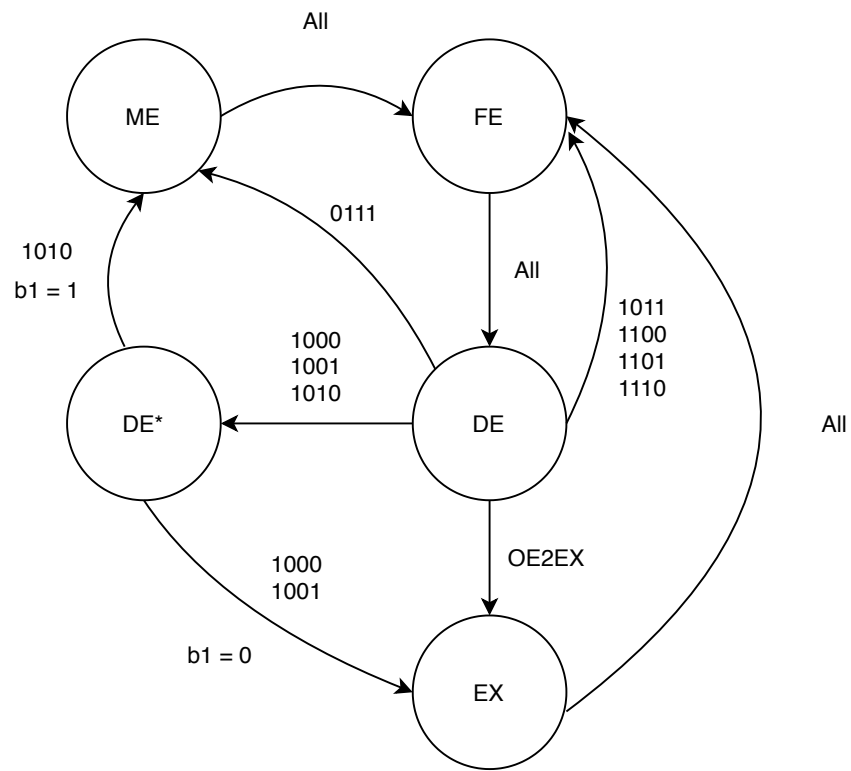 All
ME
FE
0111
1010
b1 = 1
All
1011
1100
1101
1110
1000
1001
1010
DE*
DE
All
OE2EX
1000
1001
b1 = 0
EX